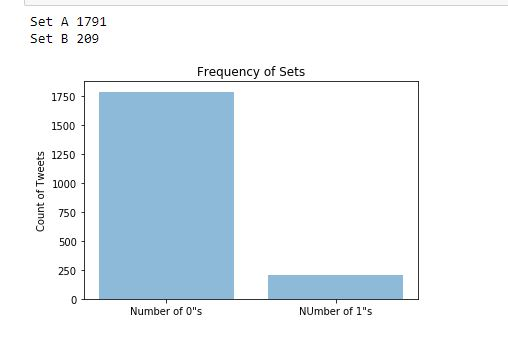 Set A 1791
Set B 209
Frequency of Sets
1750
1500
1250
1000
750
500
250
0
Count of Tweets
Number of 0"s
NUmber of 1"s